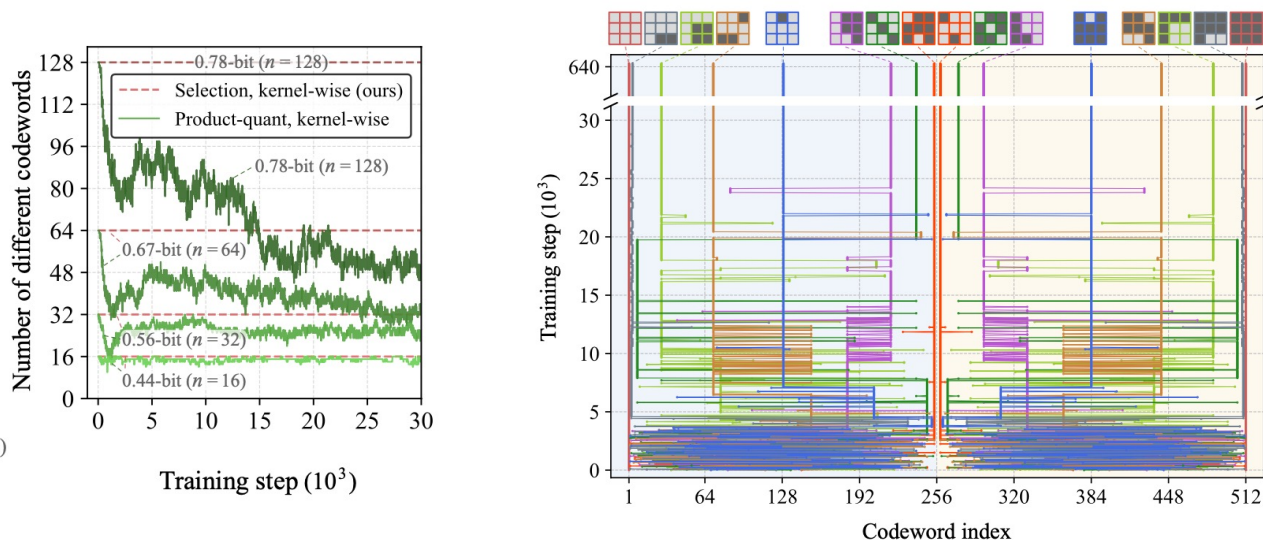 Number of different codewords
128
112
96
80
64
48
32
16
0
0.78-bit (n = 128)
Selection, kernel-wise (ours)
Product-quant, kernel-wise
0.78-bit (n = 128)
0.67-bit (n = 64)
0.56-bit (n = 32)
0.44-bit (n = 16)
0 5 10 15 20 25 30
Training step (10³)
)
Training step (10³)
640
30
25
20
15
10
5
0
1 64 128 192 256 320 384 448 512
Codeword index